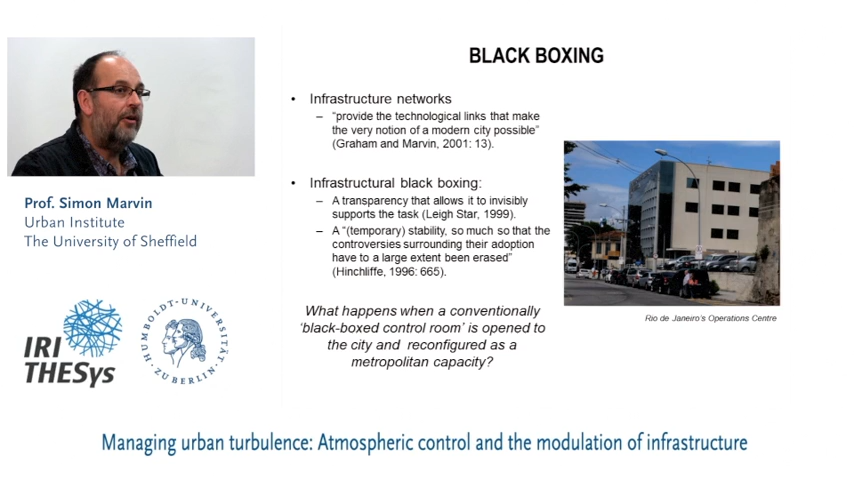 BLACK BOXING
• Infrastructure networks
– “provide the technological links that make
the very notion of a modern city possible”
(Graham and Marvin, 2001: 13).
• Infrastructural black boxing:
– A transparency that allows it to invisibly
supports the task (Leigh Star, 1999).
– A “(temporary) stability, so much so that the
controversies surrounding their adoption
have to a large extent been erased”
(Hinchliffe, 1996: 665).
What happens when a conventionally
‘black-boxed control room’ is opened to
the city and reconfigured as a
metropolitan capacity?
Rio de Janeiro’s Operations Centre
Prof. Simon Marvin
Urban Institute
The University of Sheffield
IRI
THESys
HUMBOLDT-UNIVERSITÄT
ZU BERLIN
Managing urban turbulence: Atmospheric control and the modulation of infrastructure